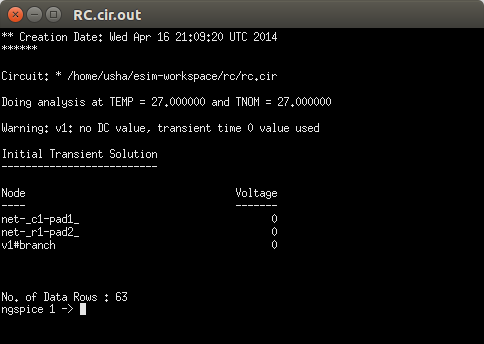 RC.cir.out
** Creation Date: Wed Apr 16 21:09:20 UTC 2014
******
Circuit: * /home/usha/esim-workspace/rc/rc.cir
Doing analysis at TEMP = 27.000000 and TNOM = 27.000000
Warning: v1: no DC value, transient time 0 value used
Initial Transient Solution
--------------------------
Node Voltage
---- -------
net-_c1-pad1_ 0
net-_r1-pad2_ 0
v1#branch 0
No. of Data Rows : 63
ngspice 1 ->